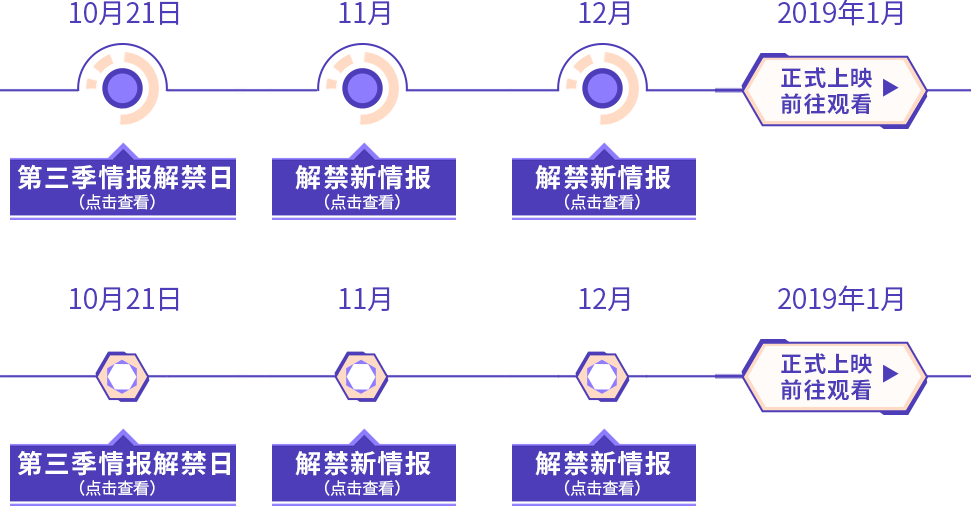 10月21日
11月
12月
2019年1月
正式上映
前往观看
第三季情报解禁日
(点击查看)
解禁新情报
(点击查看)
解禁新情报
(点击查看)
10月21日
11月
12月
2019年1月
正式上映
前往观看
第三季情报解禁日
(点击查看)
解禁新情报
(点击查看)
解禁新情报
(点击查看)